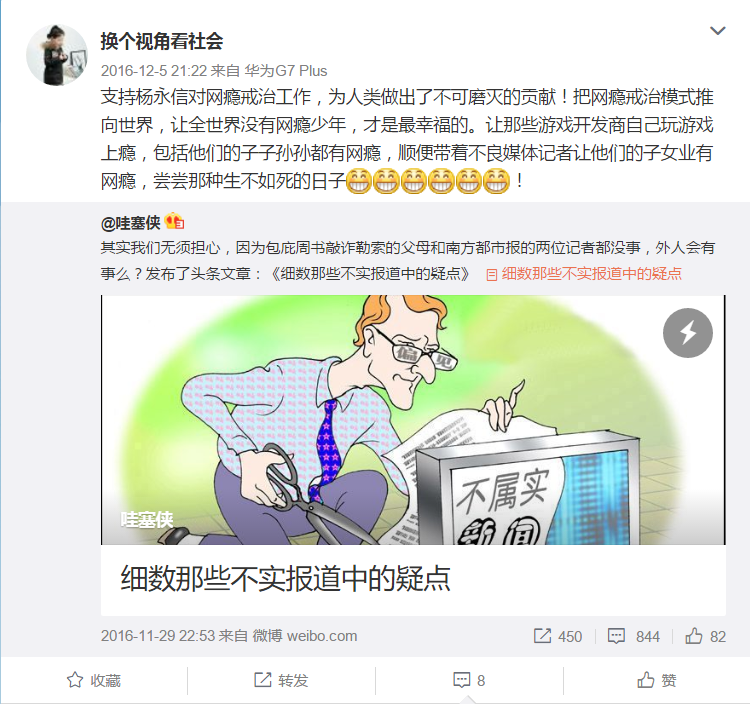 换个视角看社会
2016-12-5 21:22 来自 华为G7 Plus
支持杨永信对网瘾戒治工作，为人类做出了不可磨灭的贡献！把网瘾戒治模式推
向世界，让全世界没有网瘾少年，才是最幸福的。让那些游戏开发商自己玩游戏
上瘾，包括他们的子子孙孙都有网瘾，顺便带着不良媒体记者让他们的子女业有
网瘾，尝尝那种生不如死的日子！
@哇塞侠
其实我们无须担心，因为包庇周书敲诈勒索的父母和南方都市报的两位记者都没事，外人会有
事么？发布了头条文章：《细数那些不实报道中的疑点》 细数那些不实报道中的疑点
偏见
不属实
新闻
哇塞侠
细数那些不实报道中的疑点
2016-11-29 22:53 来自 微博 weibo.com
450 844 82
收藏 转发 8 赞